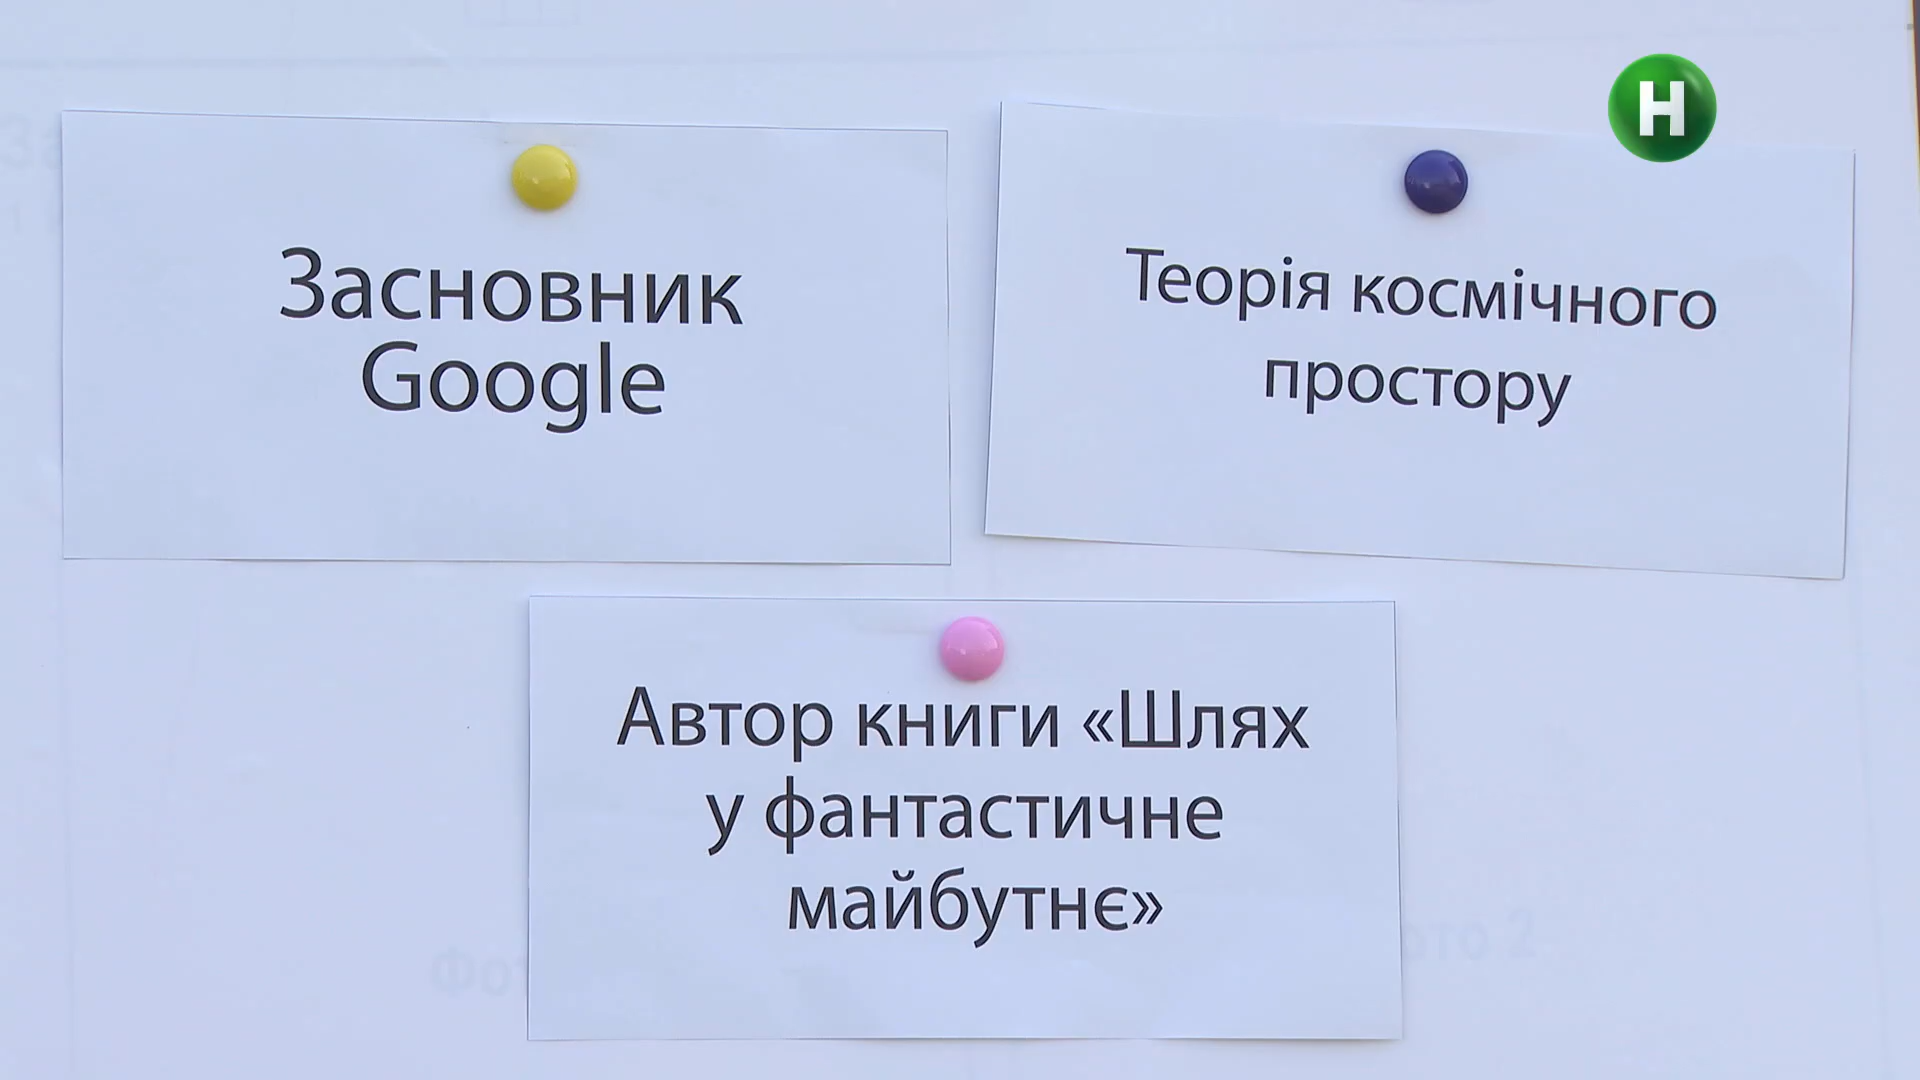 Н
Засновник
Google
Теорія космічного
простору
Автор книги «Шлях
у фантастичне
майбутнє»